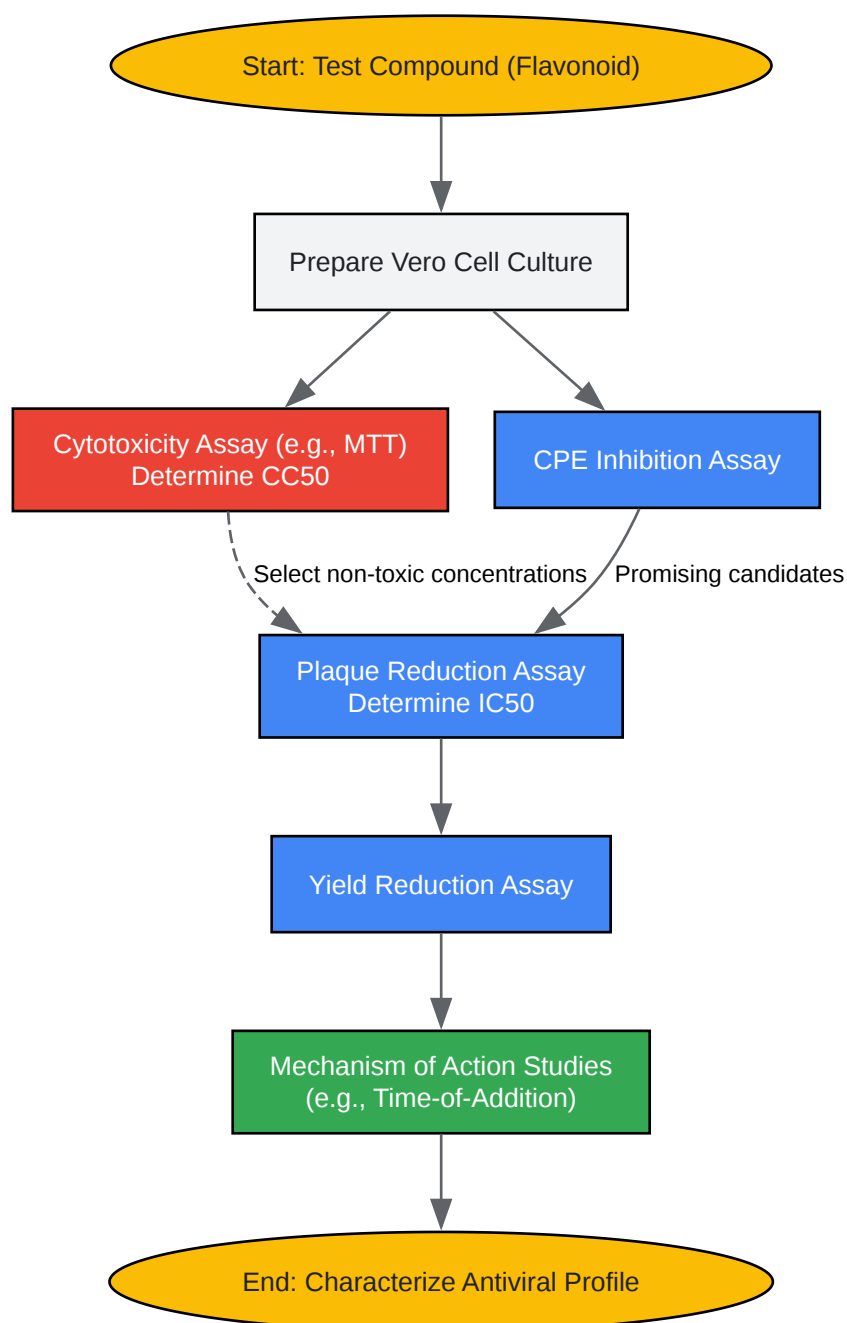 Start: Test Compound (Flavonoid)
Prepare Vero Cell Culture
Cytotoxicity Assay (e.g., MTT)
Determine CC50
CPE Inhibition Assay
Select non-toxic concentrations
Promising candidates
Plaque Reduction Assay
Determine IC50
Yield Reduction Assay
Mechanism of Action Studies
(e.g., Time-of-Addition)
End: Characterize Antiviral Profile